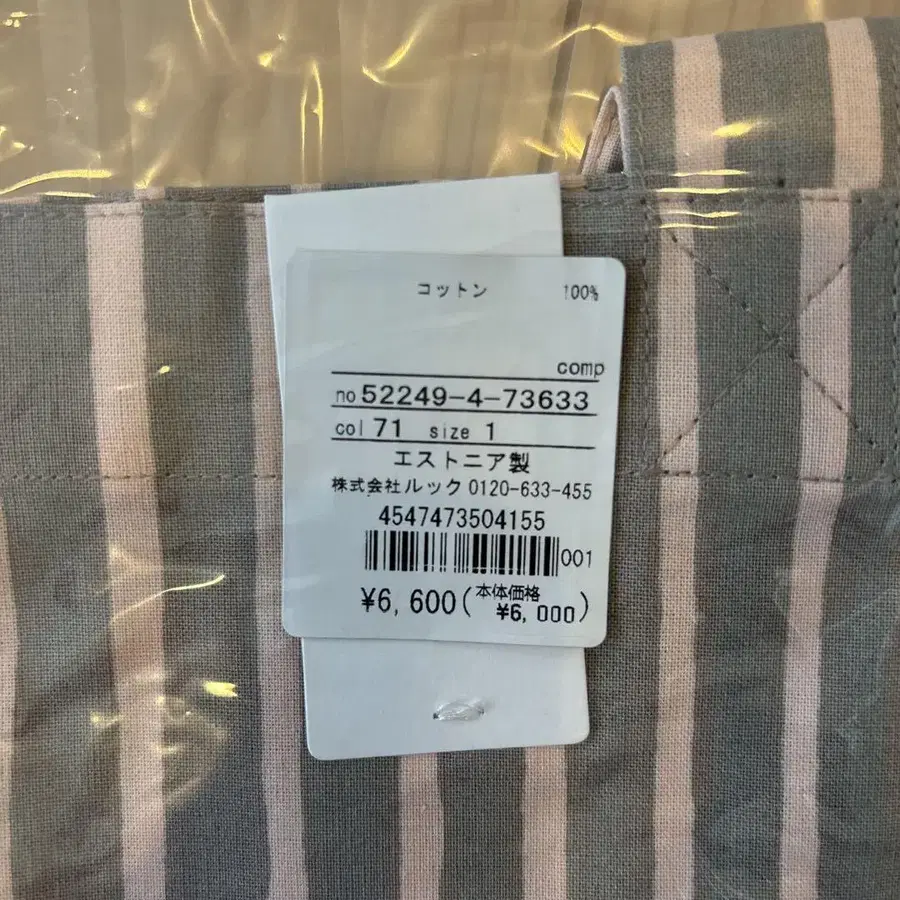 コットン 100%
comp
no 52249-4-73633
col 71 size 1
エストニア製
株式会社ルック 0120-633-455
4547473504155
001
¥6,600(本体価格 ¥6,000)